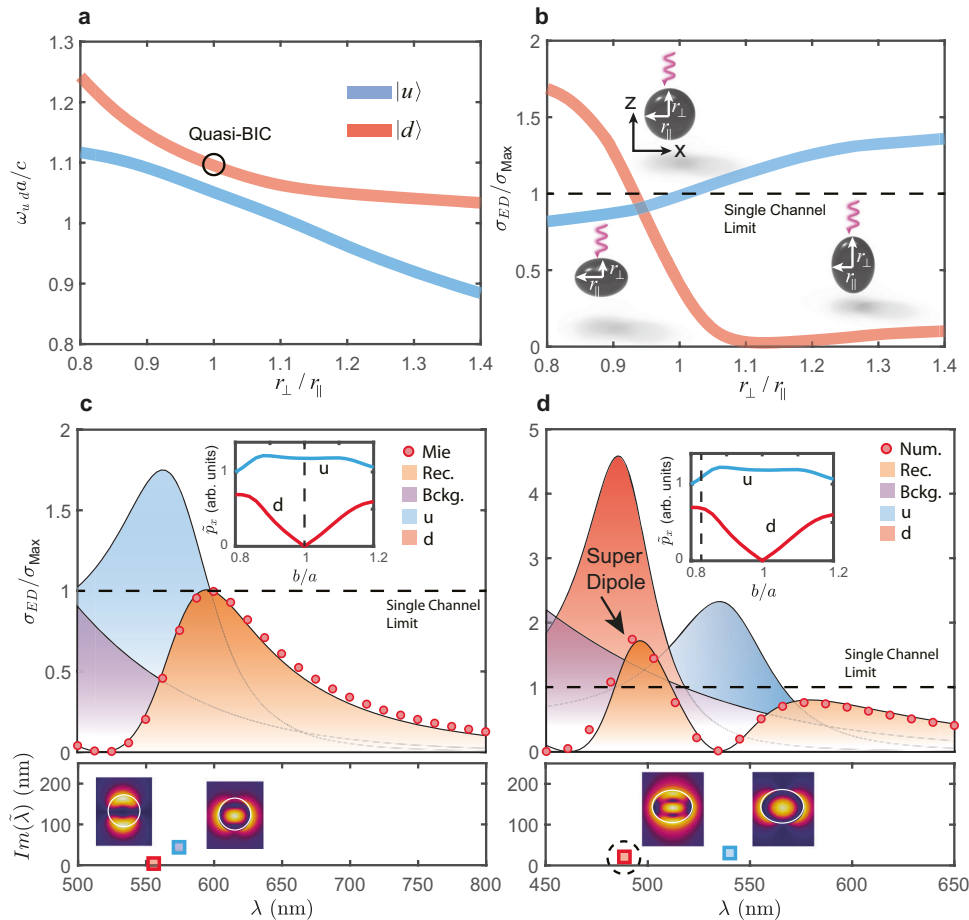 a
1.3
1.2
1.1
1.0
0.9
0.8
ω_{u d}a/c
Quasi-BIC
|u⟩
|d⟩
0.8 0.9 1 1.1 1.2 1.3 1.4
r⊥ / r∥
b
2
1.5
1
0.5
0
σ_{ED}/σ_{Max}
Z
X
r⊥
r∥
Single Channel
Limit
r⊥
r∥
r⊥
r∥
0.8 0.9 1 1.1 1.2 1.3 1.4
r⊥ / r∥
c
2
1.5
1
0.5
0
σ_{ED}/σ_{Max}
p̃_x (arb. units)
1
0
u
d
0.8 1 1.2
b/a
Mie
Rec.
Bckg.
u
d
Single Channel
Limit
200
100
0
Im(λ̃) (nm)
500 550 600 650 700 750 800
λ (nm)
d
5
4
3
2
1
0
p̃_x (arb. units)
1
0
u
d
0.8 1 1.2
b/a
Num.
Rec.
Bckg.
u
d
Super
Dipole
Single Channel
Limit
200
100
0
450 500 550 600 650
λ (nm)